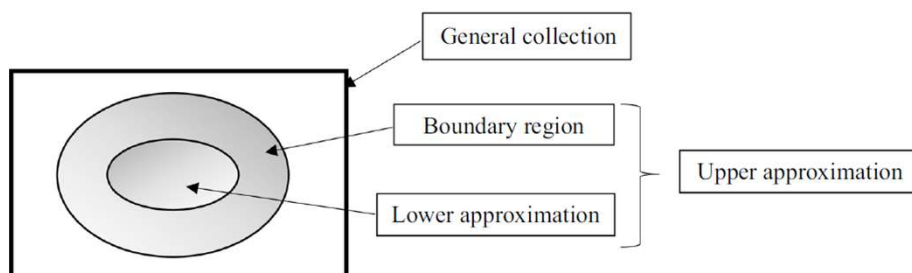 General collection
Boundary region
Upper approximation
Lower approximation